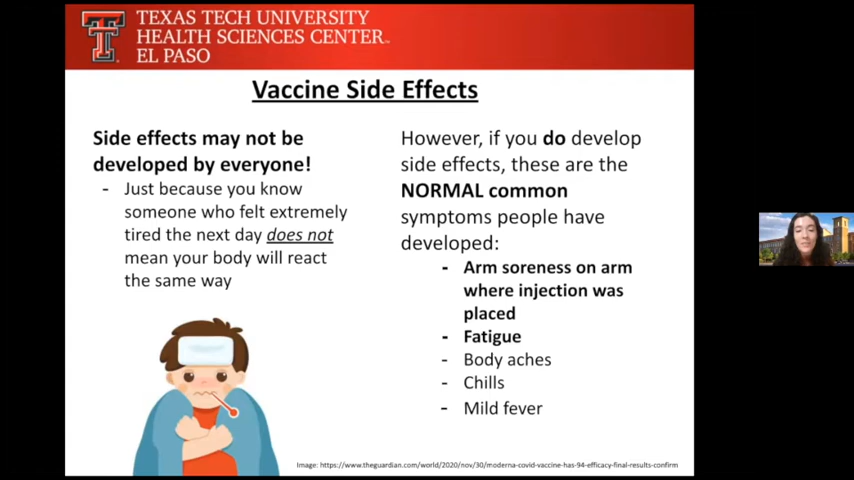 TEXAS TECH UNIVERSITY
HEALTH SCIENCES CENTER™
EL PASO
Vaccine Side Effects
Side effects may not be
developed by everyone!
- Just because you know
someone who felt extremely
tired the next day does not
mean your body will react
the same way
However, if you do develop
side effects, these are the
NORMAL common
symptoms people have
developed:
- Arm soreness on arm
where injection was
placed
- Fatigue
- Body aches
- Chills
- Mild fever
Image: https://www.theguardian.com/world/2020/nov/30/moderna-covid-vaccine-has-94-efficacy-final-results-confirm